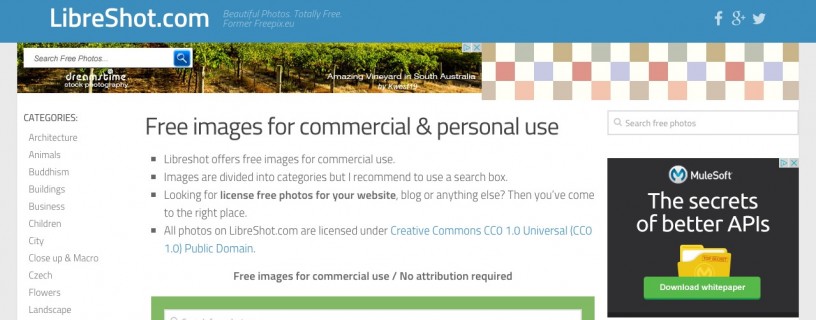 LibreShot.com
Beautiful Photos. Totally Free.
Former Freepix.eu
Search Free Photos...
dreamstime
stock photography
Amazing Vineyard in South Australia
by Kwest19
CATEGORIES:
Architecture
Animals
Buddhism
Buildings
Business
Children
City
Close up & Macro
Czech
Flowers
Landscape
Free images for commercial & personal use
Libreshot offers free images for commercial use.
Images are divided into categories but I recommend to use a search box.
Looking for license free photos for your website, blog or anything else? Then you've come
to the right place.
All photos on LibreShot.com are licensed under Creative Commons CC0 1.0 Universal (CC0
1.0) Public Domain.
Free images for commercial use / No attribution required
Search free photos
MuleSoft
The secrets
of better APIs
Download whitepaper